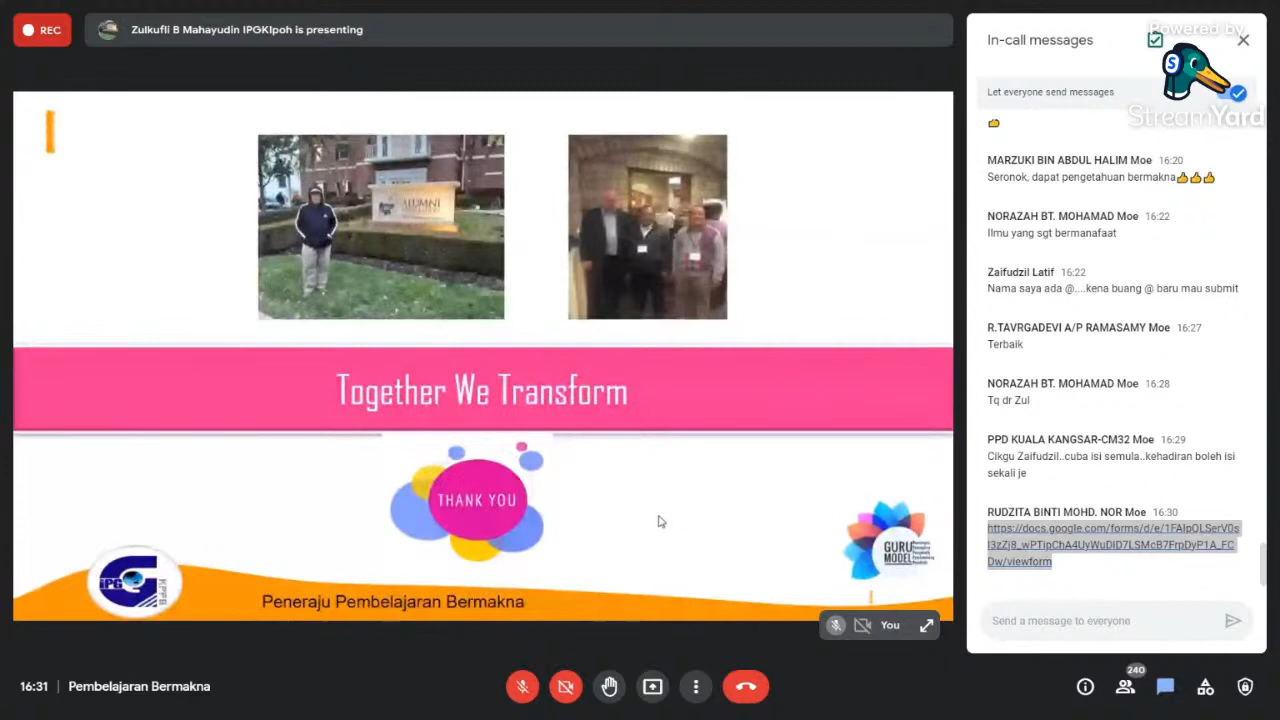 REC
Zulkufli B Mahayudin IPGKIpoh is presenting
ALUMNI
Together We Transform
THANK YOU
iPG
KPPB
Peneraju Pembelajaran Bermakna
GURU
MODEL
You
In-call messages
Powered by
S
StreamYard
Let everyone send messages
MARZUKI BIN ABDUL HALIM Moe 16:20
Seronok, dapat pengetahuan bermakna👍👍👍
NORAZAH BT. MOHAMAD Moe 16:22
Ilmu yang sgt bermanafaat
Zaifudzil Latif 16:22
Nama saya ada @....kena buang @ baru mau submit
R.TAVRGADEVI A/P RAMASAMY Moe 16:27
Terbaik
NORAZAH BT. MOHAMAD Moe 16:28
Tq dr Zul
PPD KUALA KANGSAR-CM32 Moe 16:29
Cikgu Zaifudzil..cuba isi semula..kehadiran boleh isi
sekali je
RUDZITA BINTI MOHD. NOR Moe 16:30
https://docs.google.com/forms/d/e/1FAIpQLSerV0s
Dw/viewform
Send a message to everyone
16:31 | Pembelajaran Bermakna
240